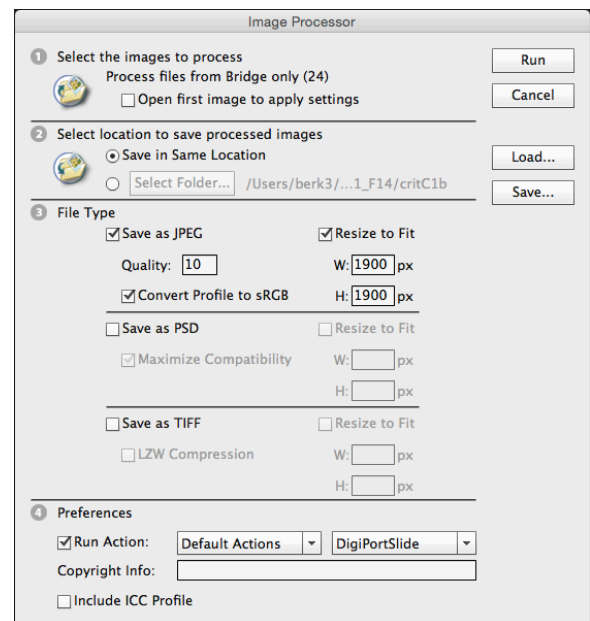 Image Processor
1 Select the images to process
Process files from Bridge only (24)
Open first image to apply settings
Run
Cancel
2 Select location to save processed images
Save in Same Location
Select Folder... /Users/berk3/...1_F14/critC1b
Load...
Save...
3 File Type
Save as JPEG Resize to Fit
Quality: 10 W: 1900 px
Convert Profile to sRGB H: 1900 px
Save as PSD Resize to Fit
Maximize Compatibility W: px
H: px
Save as TIFF Resize to Fit
LZW Compression W: px
H: px
4 Preferences
Run Action: Default Actions DigiPortSlide
Copyright Info:
Include ICC Profile